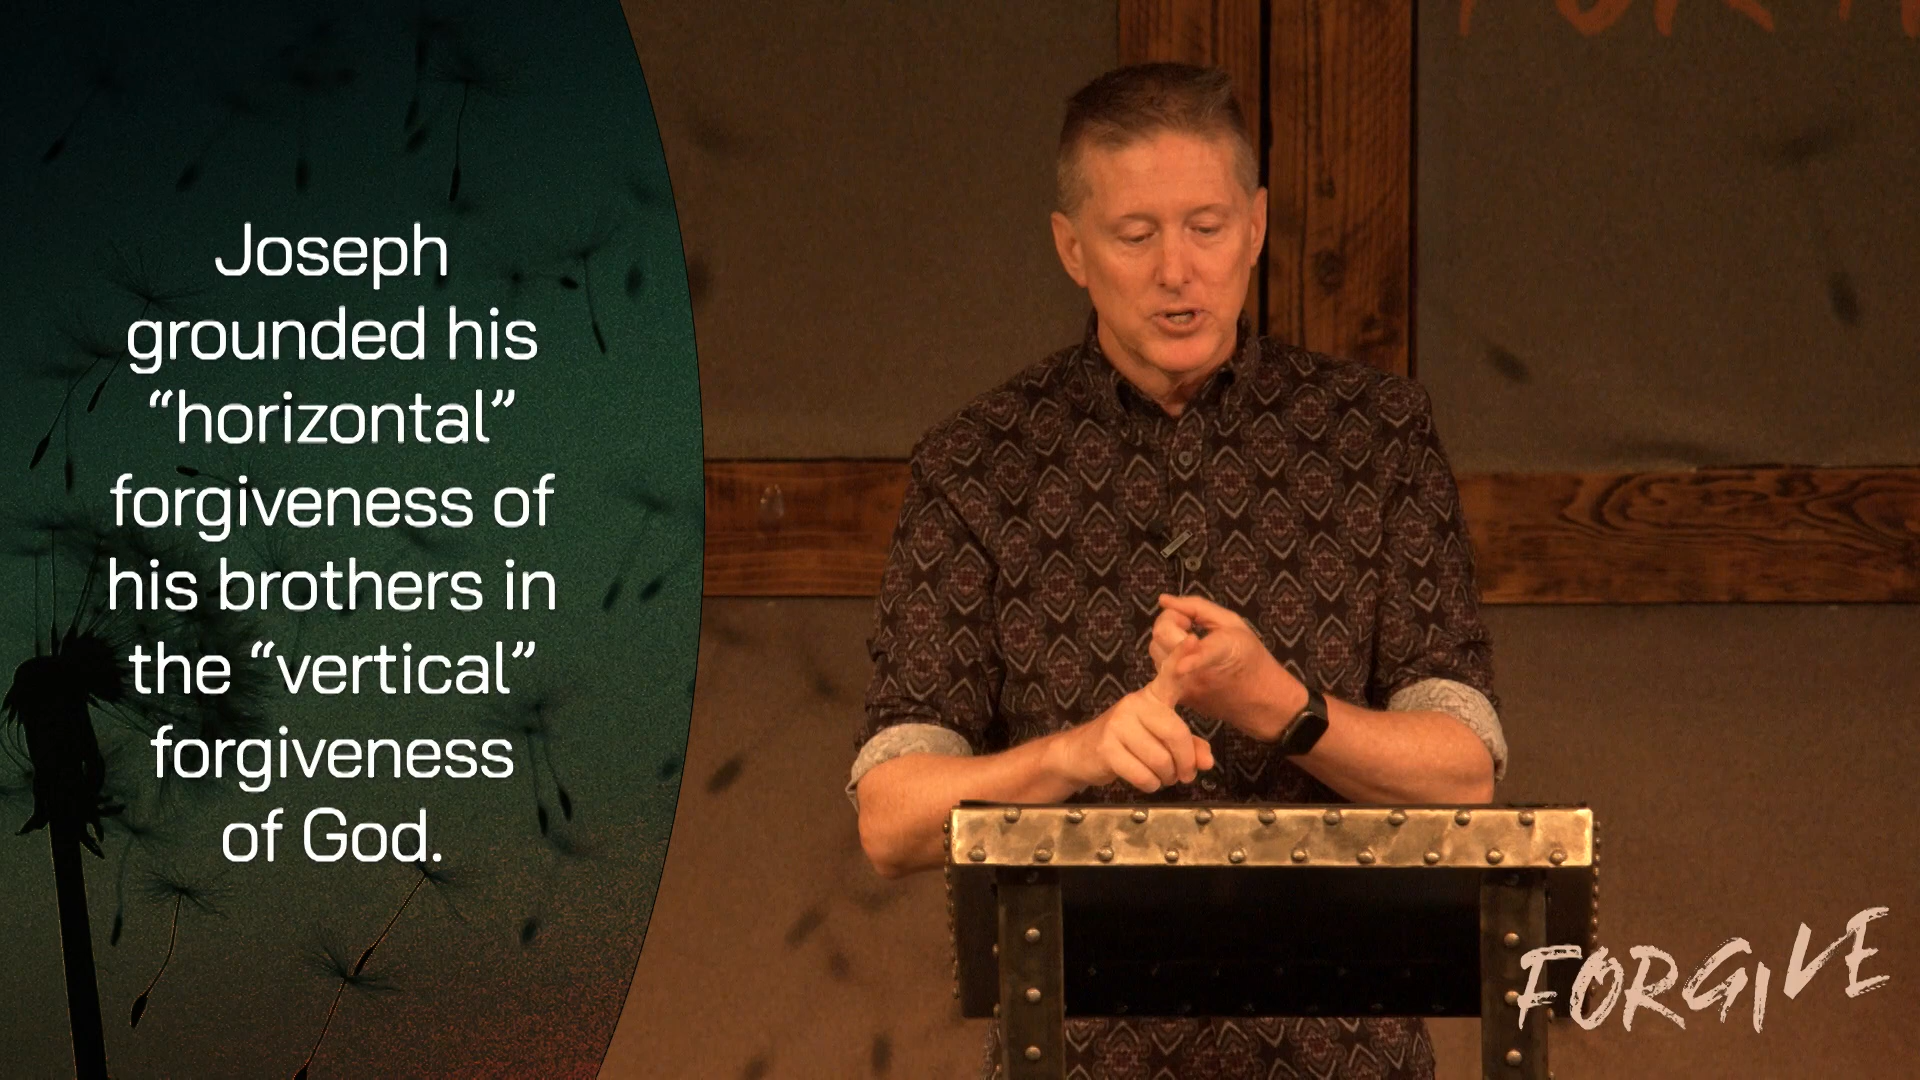 Joseph
grounded his
“horizontal”
forgiveness of
his brothers in
the “vertical”
forgiveness
of God.
FORGIVE